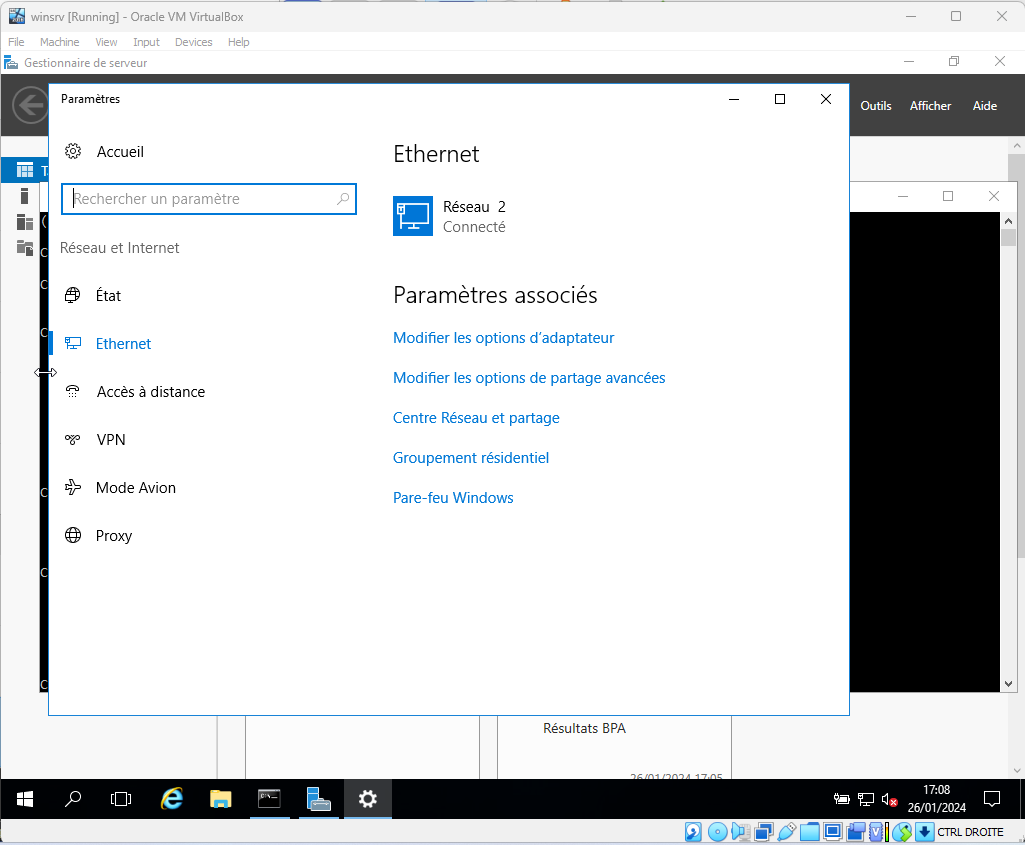 winsrv [Running] - Oracle VM VirtualBox
File Machine View Input Devices Help
Gestionnaire de serveur
Outils Afficher Aide
Paramètres
Accueil
Rechercher un paramètre
Réseau et Internet
État
Ethernet
Accès à distance
VPN
Mode Avion
Proxy
Ethernet
Réseau 2
Connecté
Paramètres associés
Modifier les options d’adaptateur
Modifier les options de partage avancées
Centre Réseau et partage
Groupement résidentiel
Pare-feu Windows
Résultats BPA
26/01/2024 17:05
17:08
26/01/2024
CTRL DROITE